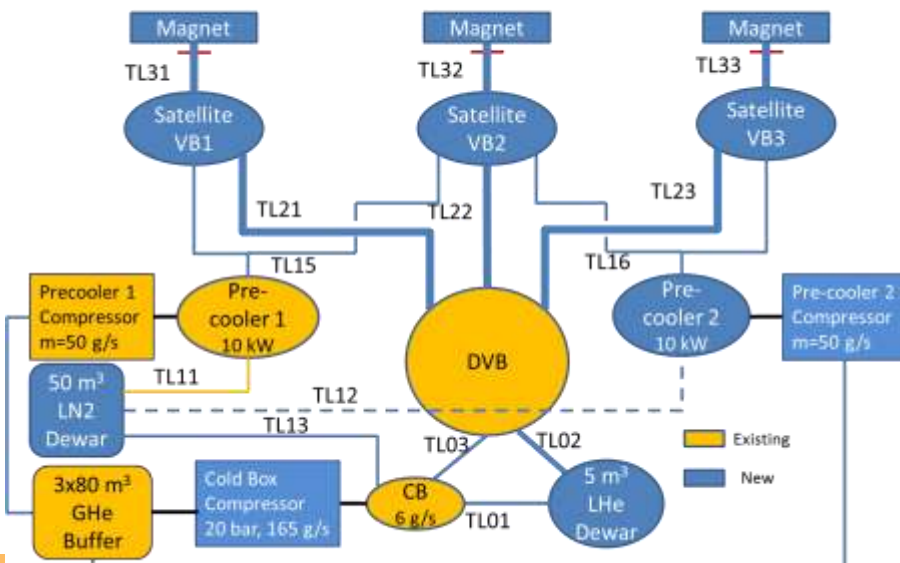 Magnet
Magnet
Magnet
TL31
TL32
TL33
Satellite
VB1
Satellite
VB2
Satellite
VB3
TL21
TL22
TL23
TL15
TL16
Precooler 1
Compressor
m=50 g/s
Pre-
cooler 1
10 kW
DVB
Pre-
cooler 2
10 kW
Pre-cooler 2
Compressor
m=50 g/s
TL11
TL12
TL13
50 m³
LN2
Dewar
TL03
TL02
Existing
New
3x80 m³
GHe
Buffer
Cold Box
Compressor
20 bar, 165 g/s
CB
6 g/s
TL01
5 m³
LHe
Dewar